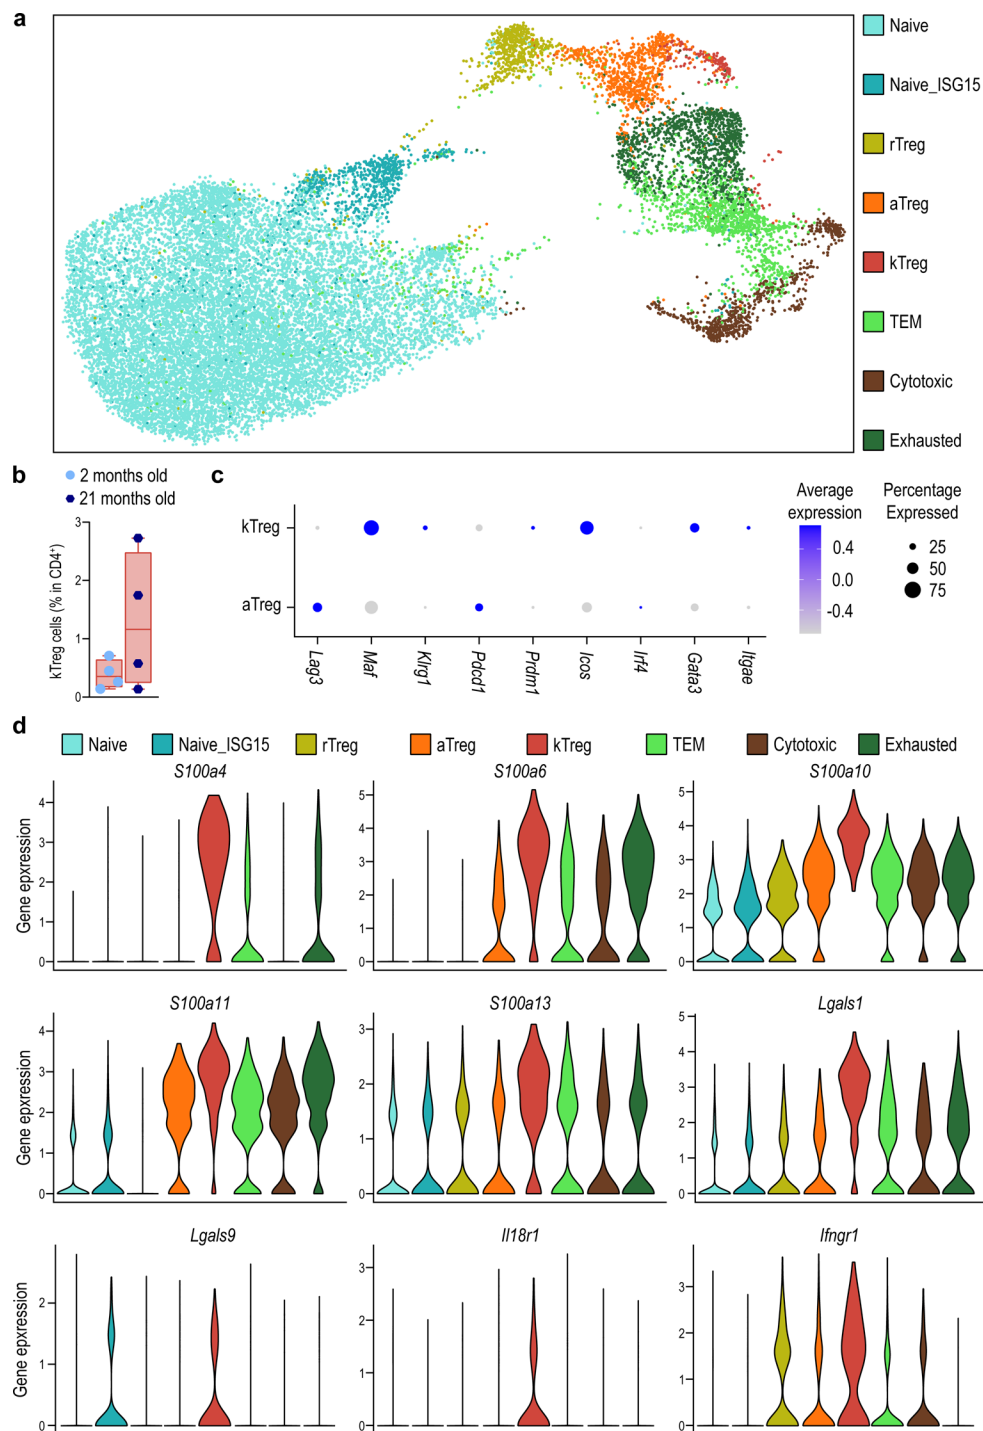 a
Naive
Naive_ISG15
rTreg
aTreg
kTreg
TEM
Cytotoxic
Exhausted
b
2 months old
21 months old
kTreg cells (% in CD4⁺)
3
2
1
0
c
kTreg
aTreg
Lag3
Maf
Klrg1
Pdcd1
Prdm1
Icos
Irf4
Gata3
Itgae
Average
expression
0.4
0.0
-0.4
Percentage
Expressed
25
50
75
d
Naive
Naive_ISG15
rTreg
aTreg
kTreg
TEM
Cytotoxic
Exhausted
S100a4
Gene epxression
4
3
2
1
0
S100a6
5
4
3
2
1
0
S100a10
5
4
3
2
1
0
S100a11
Gene epxression
4
3
2
1
0
S100a13
3
2
1
0
Lgals1
5
4
3
2
1
0
Lgals9
Gene epxression
2
1
0
Il18r1
3
2
1
0
Ifngr1
3
2
1
0